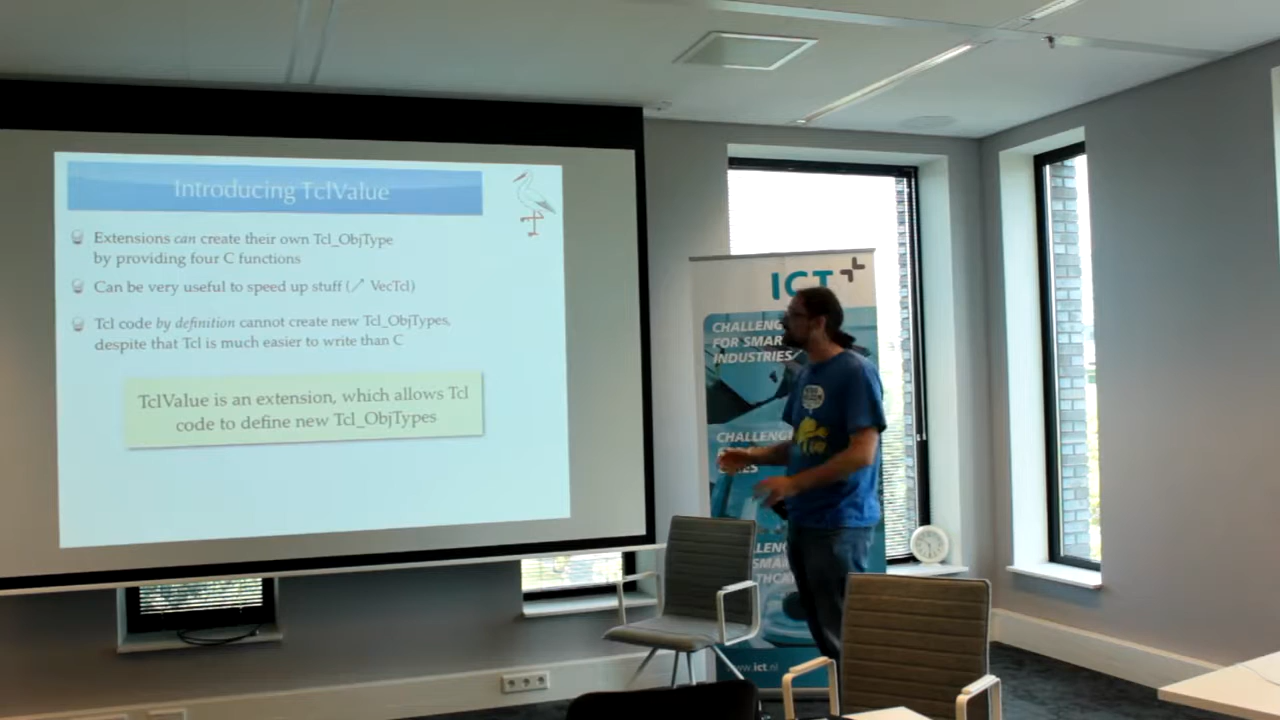 Introducing TclValue
Extensions can create their own Tcl_ObjType
by providing four C functions
Can be very useful to speed up stuff (↗ VecTcl)
Tcl code by definition cannot create new Tcl_ObjTypes,
despite that Tcl is much easier to write than C
TclValue is an extension, which allows Tcl
code to define new Tcl_ObjTypes
ICT
CHALLENG
FOR SMAR
INDUSTRIES
CHALLENG
www.ict.nl